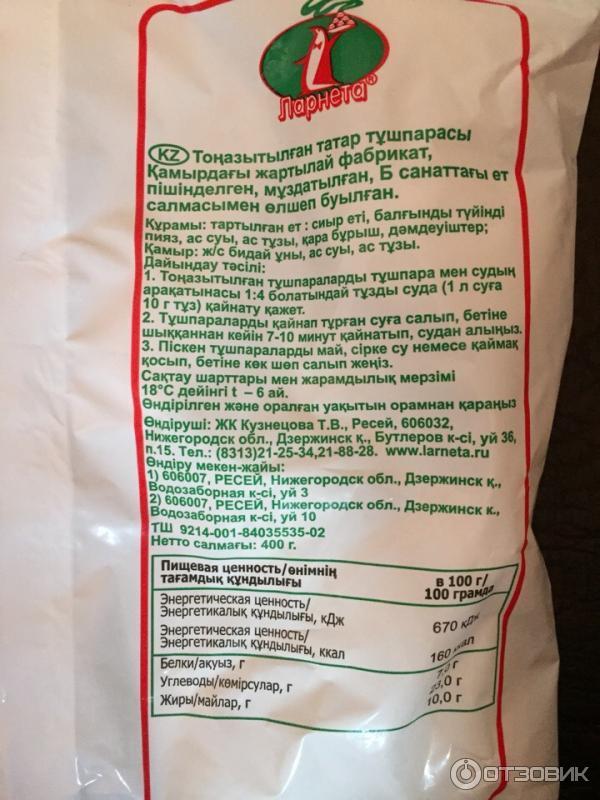 Ларнета®
KZ Тоңазытылған татар тұшпарасы
Қамырдағы жартылай фабрикат,
пішінделген, мұздатылған, Б санаттағы ет
салмасымен өлшеп буылған.
Құрамы: тартылған ет : сиыр еті, балғынды түйінді
пияз, ас суы, ас тұзы, қара бұрыш, дәмдеуіштер;
Қамыр: ж/с бидай ұны, ас суы, ас тұзы.
Дайындау тәсілі:
1. Тоңазытылған тұшпараларды тұшпара мен судың
арақатынасы 1:4 болатындай тұзды суда (1 л суға
10 г тұз) қайнату қажет.
2. Тұшпараларды қайнап тұрған суға салып, бетіне
шыққаннан кейін 7-10 минут қайнатып, судан алыңыз.
3. Піскен тұшпараларды май, сірке су немесе қаймақ
қосып, бетіне көк шөп салып жеңіз.
Сақтау шарттары мен жарамдылық мерзімі
18°С дейінгі t – 6 ай.
Өндірілген және оралған уақытын орамнан қараңыз
Өндіруші: ЖК Кузнецова Т.В., Ресей, 606032,
Нижегородск обл., Дзержинск қ., Бутлеров к-сі, уй 36,
п.15. Тел.: (8313)21-25-34,21-88-28. www.larneta.ru
Өндіру мекен-жайы:
1) 606007, РЕСЕЙ, Нижегородск обл., Дзержинск қ.,
Водозаборная к-сі, уй 3
2) 606007, РЕСЕЙ, Нижегородск обл., Дзержинск к.,
Водозаборная к-сі, уй 10
ТШ 9214-001-84035535-02
Нетто салмағы: 400 г.
Пищевая ценность/өнімнің тағамдық құндылығы в 100 г/ 100 грамда
Энергетическая ценность/ Энергетикалық құндылығы, кДж 670 кДж
Энергетическая ценность/ Энергетикалық құндылығы, ккал 160 ккал
Белки/ақуыз, г
Углеводы/көмірсулар, г 23,0 г
Жиры/майлар, г 10,0 г
ОТЗОВИК